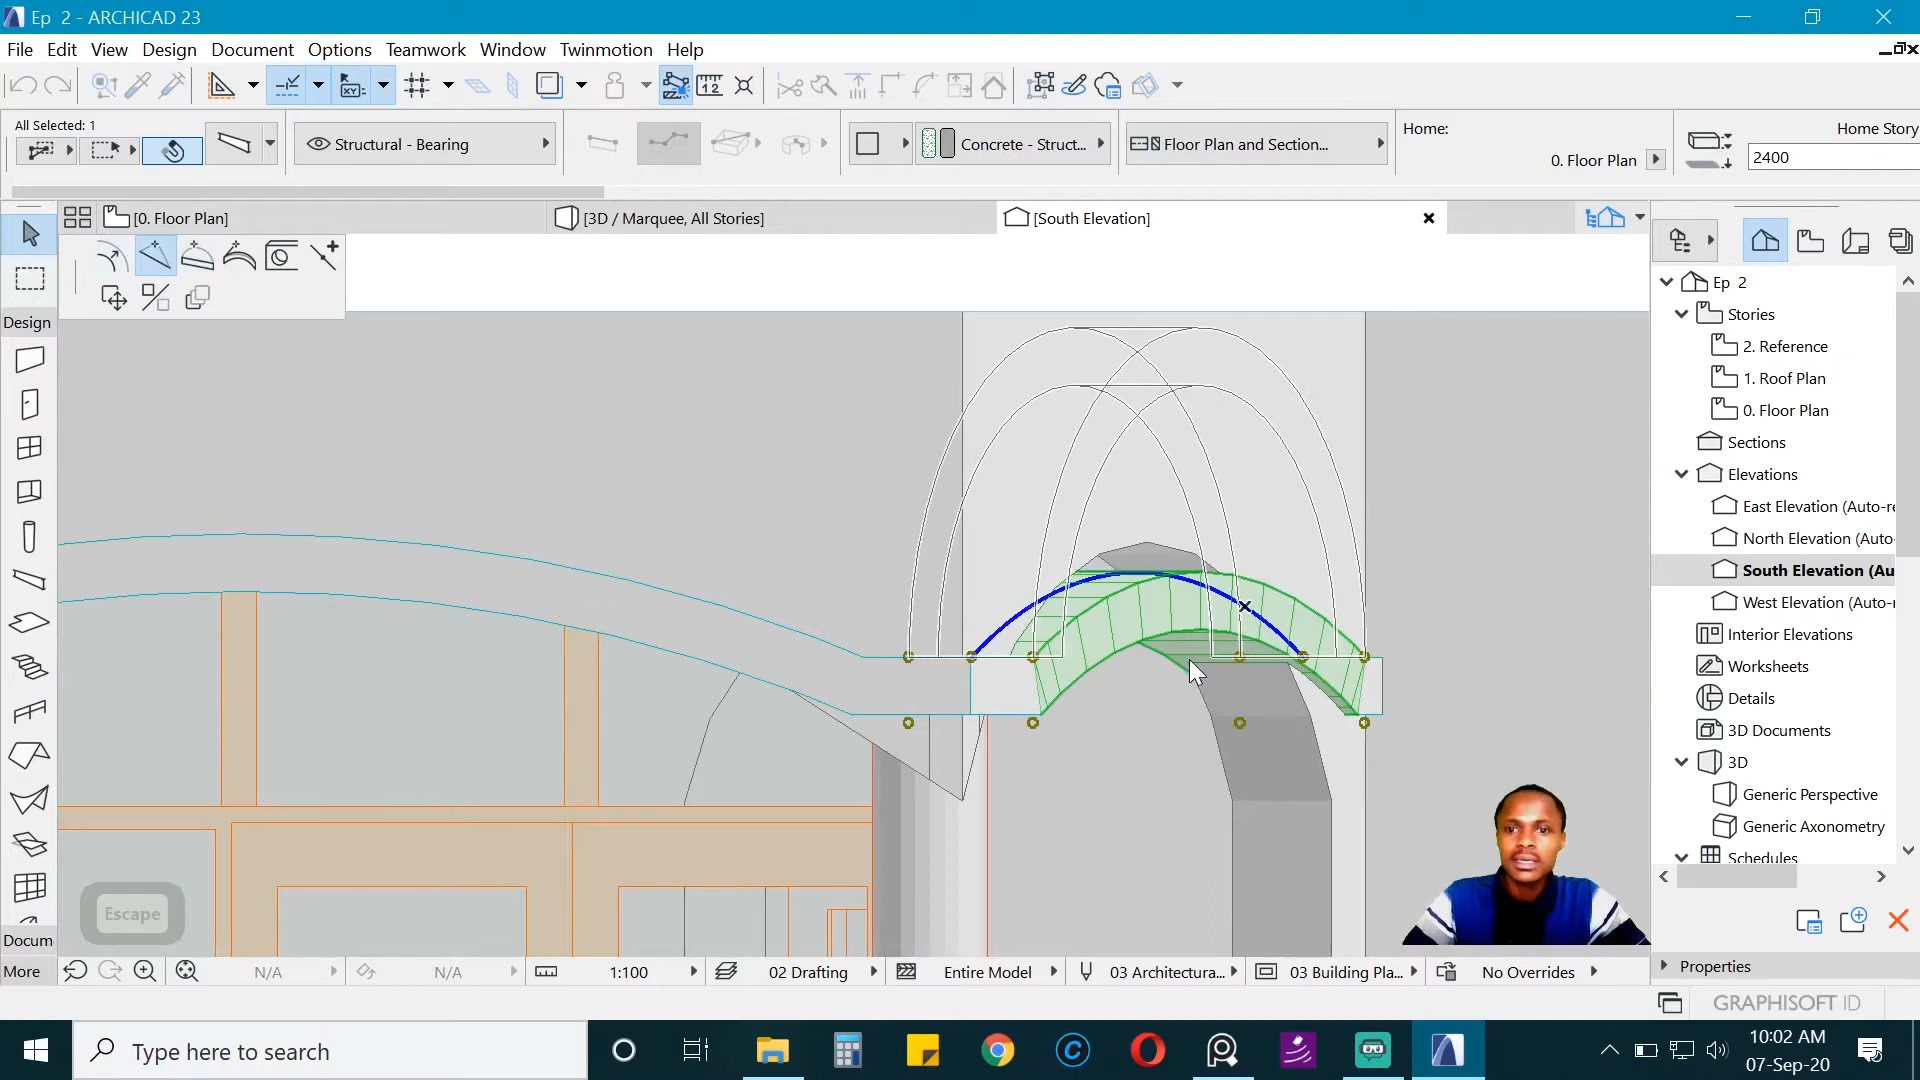 Ep 2 - ARCHICAD 23
File Edit View Design Document Options Teamwork Window Twinmotion Help
All Selected: 1
Structural - Bearing
Concrete - Struct...
Floor Plan and Section...
Home:
0. Floor Plan
Home Story
2400
[0. Floor Plan]
[3D / Marquee, All Stories]
[South Elevation]
Design
Docum
More
Escape
Ep 2
Stories
2. Reference
1. Roof Plan
0. Floor Plan
Sections
Elevations
East Elevation (Auto-re
North Elevation (Auto-
South Elevation (Au
West Elevation (Auto-r
Interior Elevations
Worksheets
Details
3D Documents
3D
Generic Perspective
Generic Axonometry
Schedules
N/A
N/A
1:100
02 Drafting
Entire Model
03 Architectura...
03 Building Pla...
No Overrides
Properties
GRAPHISOFT ID
Type here to search
10:02 AM
07-Sep-20